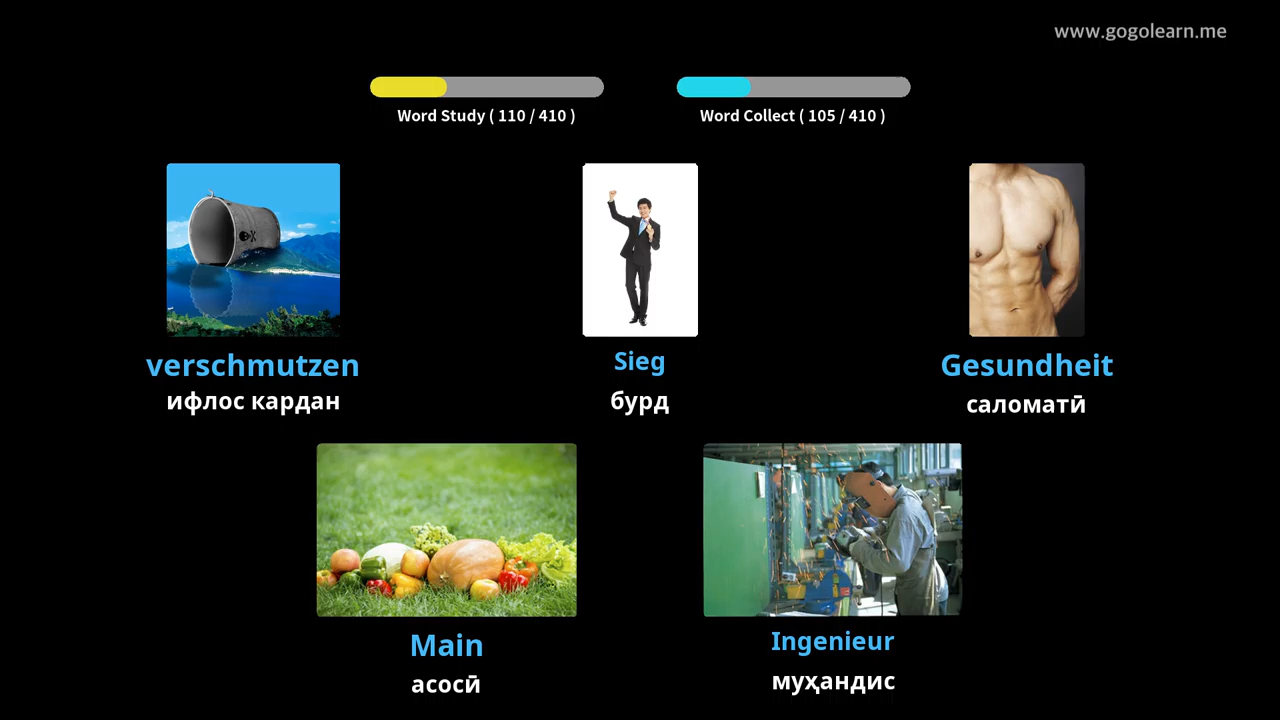 www.gogolearn.me
Word Study ( 110 / 410 )
Word Collect ( 105 / 410 )
verschmutzen
ифлос кардан
Sieg
бурд
Gesundheit
саломатӣ
Main
асосӣ
Ingenieur
муҳандис